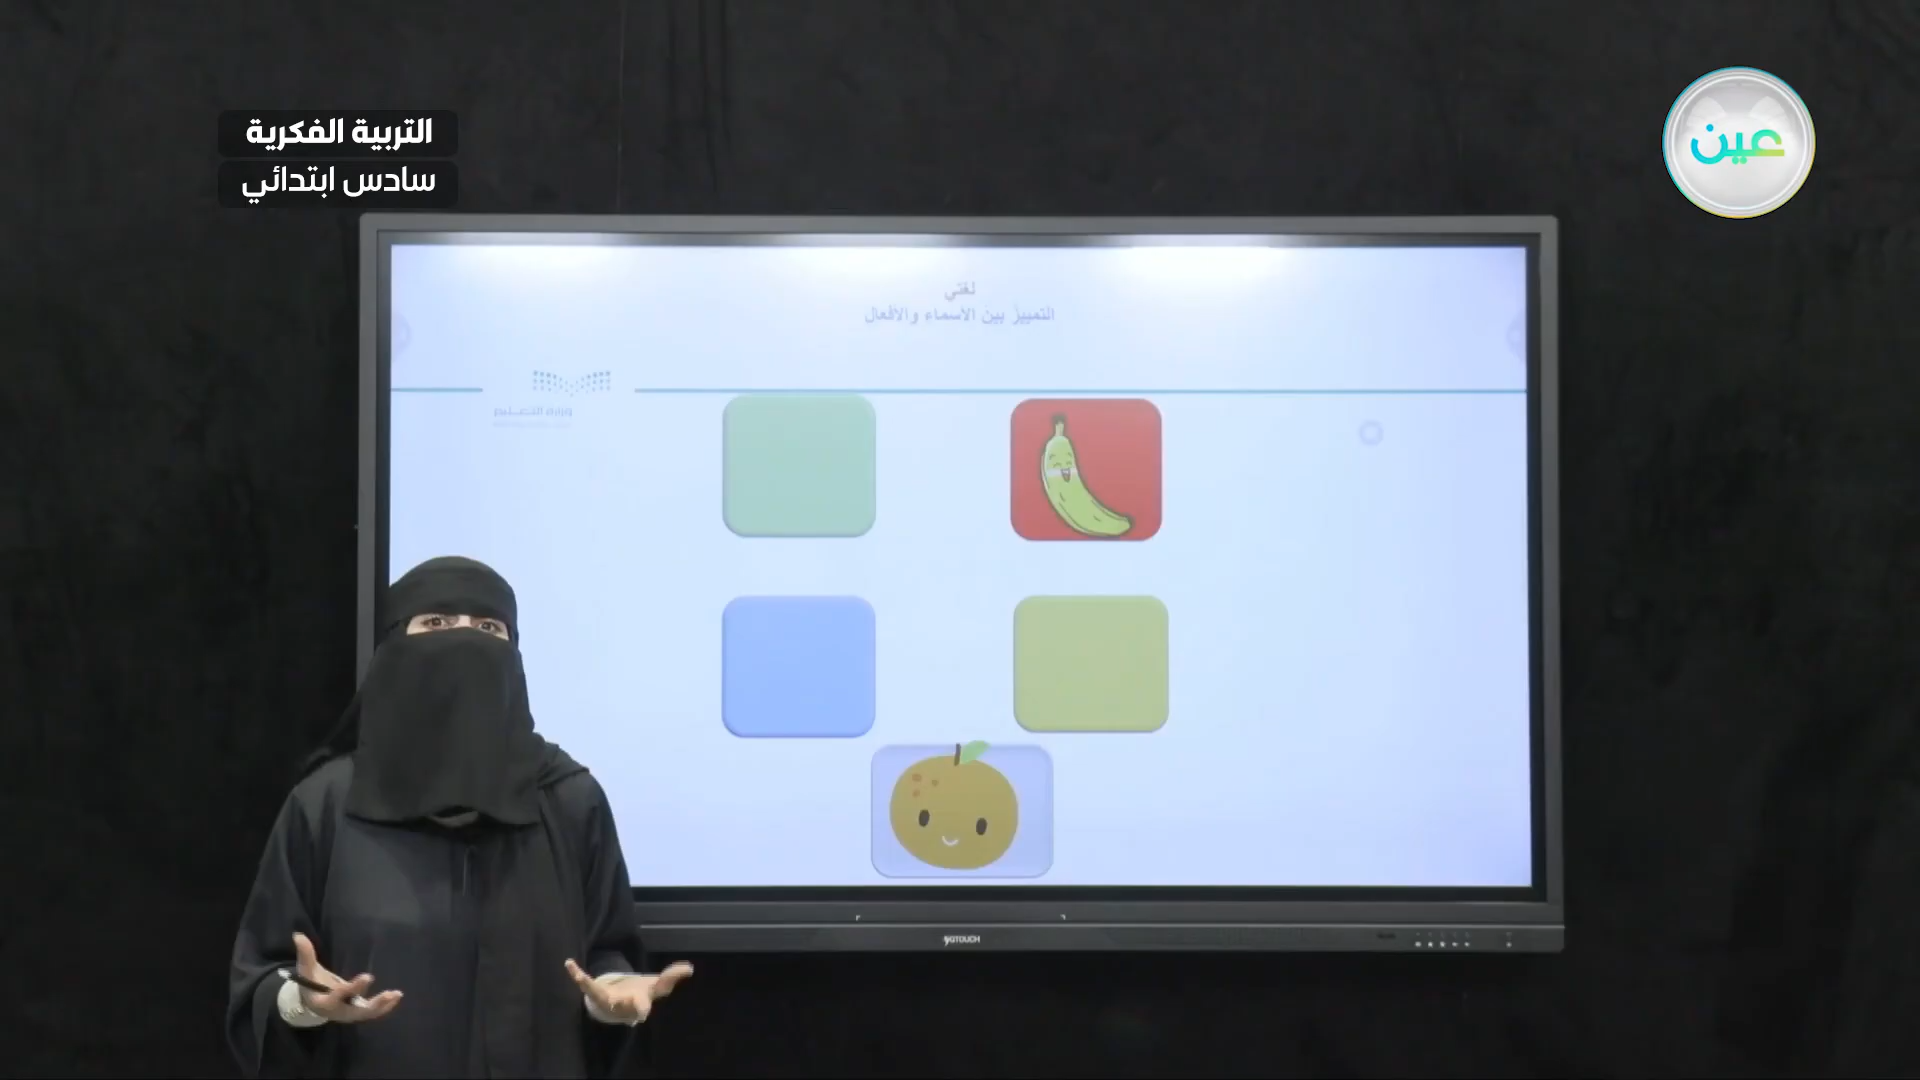 التربية الفكرية
سادس ابتدائي
عين
لغتي
التمييز بين الأسماء والأفعال
وزارة التعليم